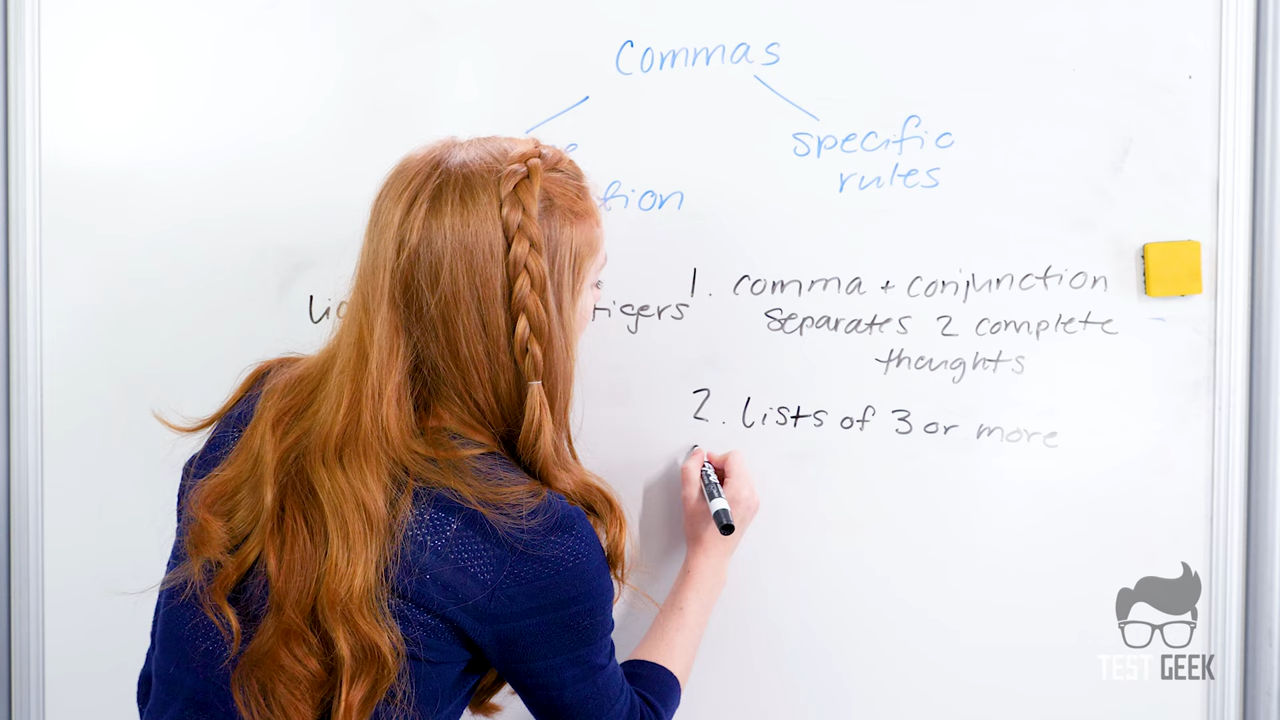 Commas
specific
rules
1. comma + conjunction
tigers
separates 2 complete
thoughts
2. lists of 3 or more
TEST GEEK